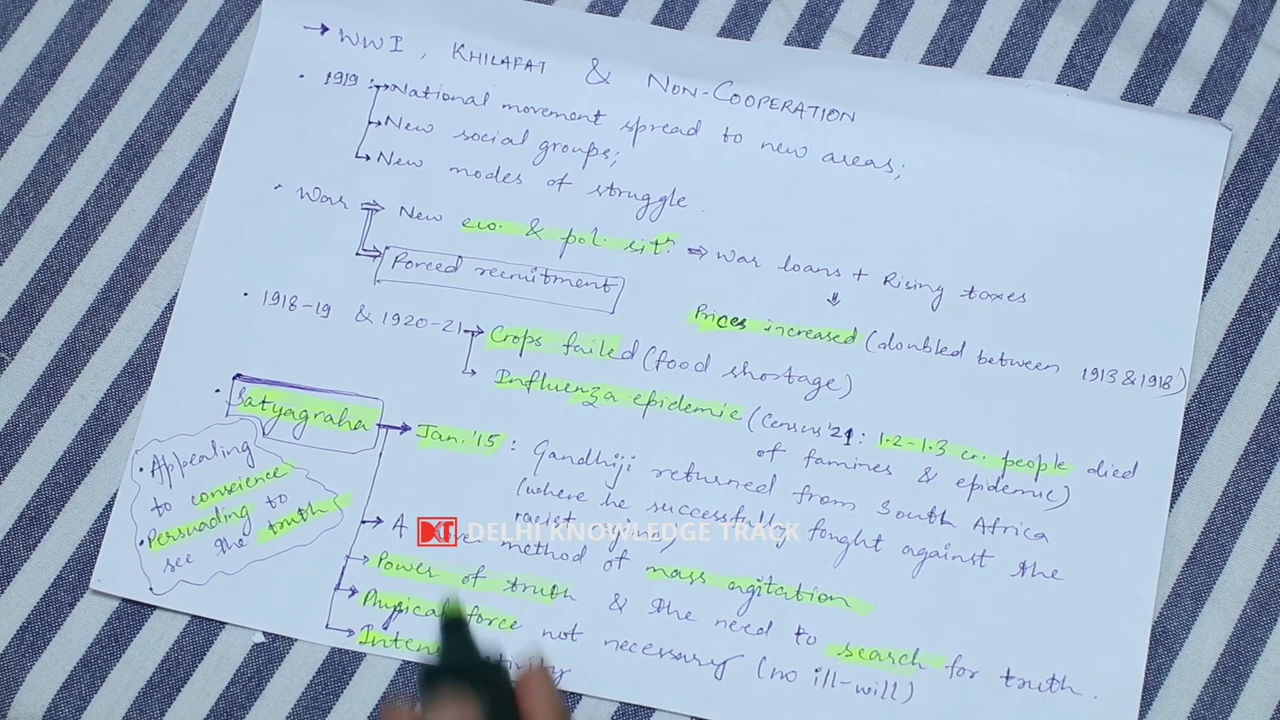 → WWI, KHILAFAT & NON-COOPERATION
• 1919: → National movement spread to new areas;
→ New social groups;
→ New modes of struggle.
• War ⇒ New eco. & pol. sitn. ⇒ War loans + Rising taxes
⇓
Forced recruitment
Prices increased (doubled between 1913 & 1918)
• 1918-19 & 1920-21 → Crops failed (food shortage)
→ Influenza epidemic (Census '21: 1.2-1.3 cr. people died
of famines & epidemic)
• Satyagraha → Jan. '15: Gandhiji returned from South Africa
(where he successfully fought against the
racist regime)
• Appealing
to conscience
• Persuading to
see the truth
→ A method of mass agitation
DELHI KNOWLEDGE TRACK
→ Power of truth & the need to search for truth.
→ Physical force not necessary (no ill-will)